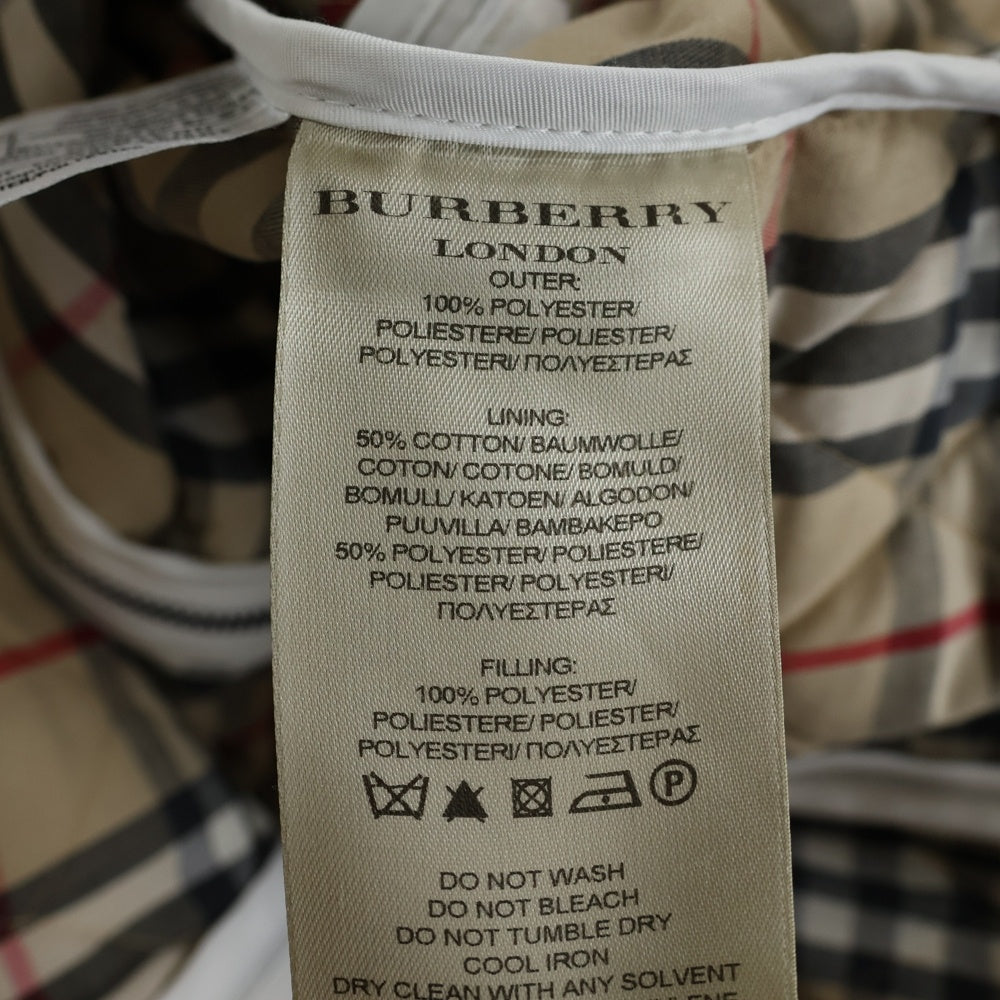 BURBERRY
LONDON
OUTER:
100% POLYESTER/
POLIESTERE/ POLIESTER/
POLYESTERI/ ΠΟΛΥΕΣΤΕΡΑΣ
LINING:
50% COTTON/ BAUMWOLLE/
COTON/ COTONE/ BOMULD/
BOMULL/ KATOEN/ ALGODON/
PUUVILLA/ ΒΑΜΒΑΚΕΡΟ
50% POLYESTER/ POLIESTERE/
POLIESTER/ POLYESTERI/
ΠΟΛΥΕΣΤΕΡΑΣ
FILLING:
100% POLYESTER/
POLIESTERE/ POLIESTER/
POLYESTERI/ ΠΟΛΥΕΣΤΕΡΑΣ
P
DO NOT WASH
DO NOT BLEACH
DO NOT TUMBLE DRY
COOL IRON
DRY CLEAN WITH ANY SOLVENT